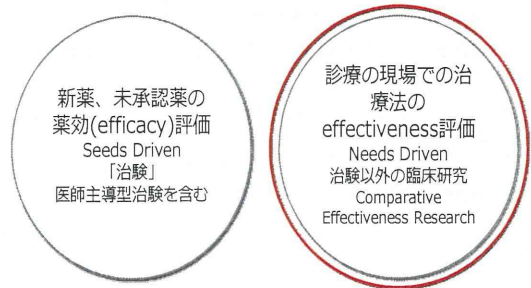 新薬、未承認薬の
薬効(efficacy)評価
Seeds Driven
「治験」
医師主導型治験を含む
診療の現場での治
療法の
effectiveness評価
Needs Driven
治験以外の臨床研究
Comparative
Effectiveness Research